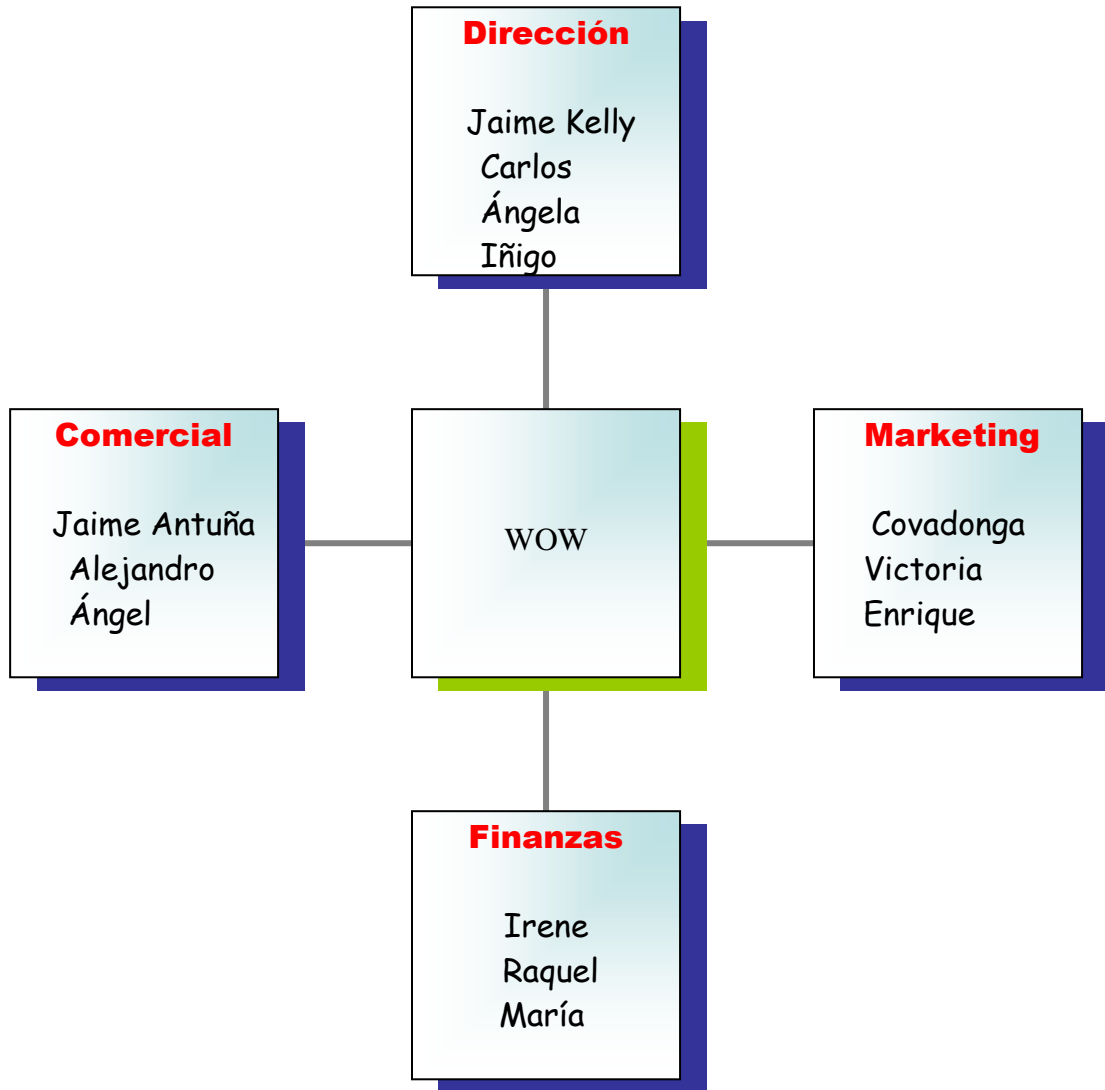 Dirección
Jaime Kelly
Carlos
Ángela
Iñigo
Comercial
Jaime Antuña
Alejandro
Ángel
WOW
Marketing
Covadonga
Victoria
Enrique
Finanzas
Irene
Raquel
María